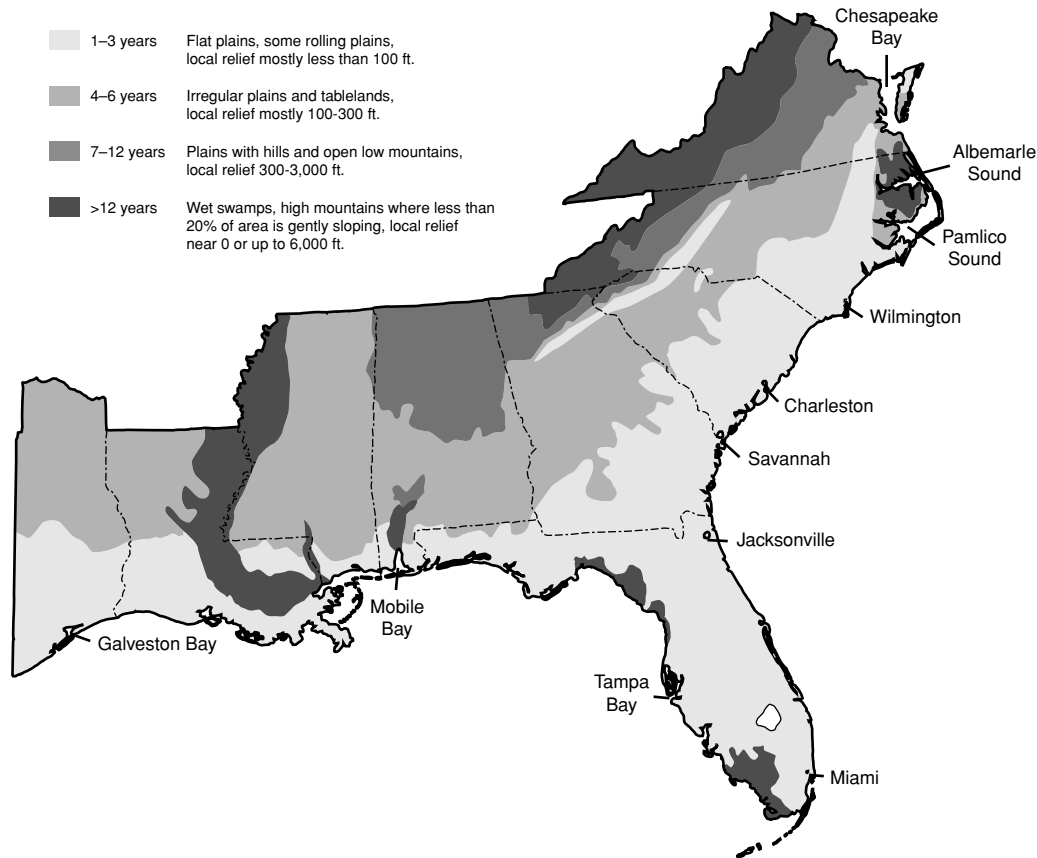 1–3 years
Flat plains, some rolling plains,
local relief mostly less than 100 ft.
4–6 years
Irregular plains and tablelands,
local relief mostly 100-300 ft.
7–12 years
Plains with hills and open low mountains,
local relief 300-3,000 ft.
>12 years
Wet swamps, high mountains where less than
20% of area is gently sloping, local relief
near 0 or up to 6,000 ft.
Chesapeake
Bay
Albemarle
Sound
Pamlico
Sound
Wilmington
Charleston
Savannah
Jacksonville
Mobile
Bay
Galveston Bay
Tampa
Bay
Miami